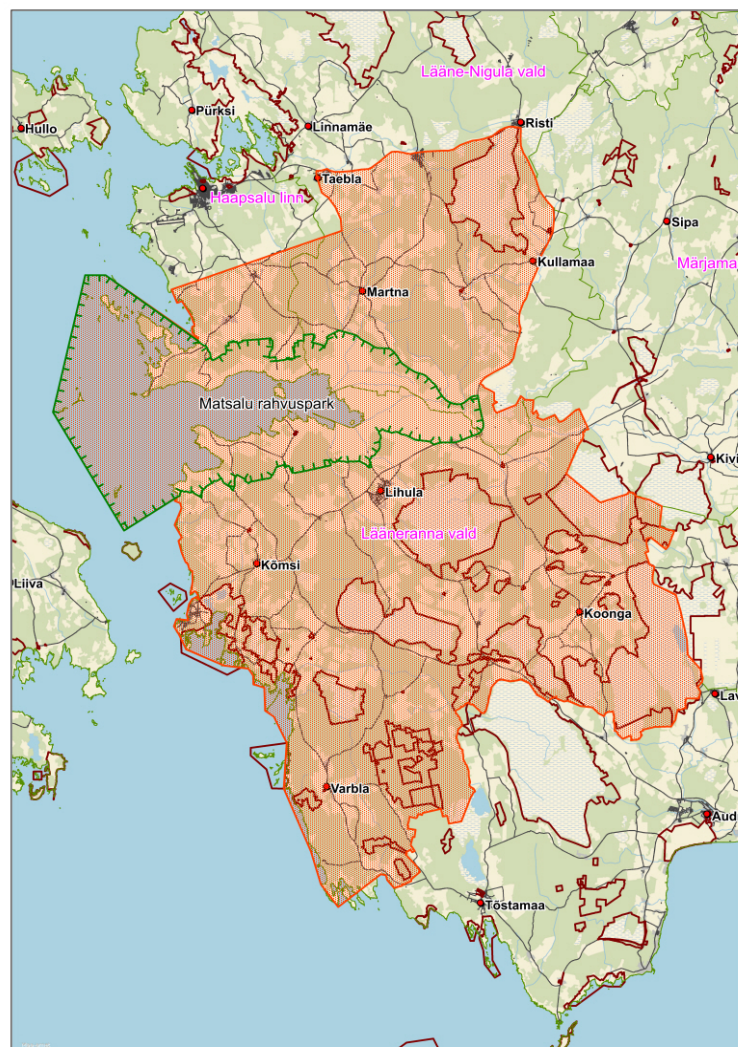 Lääne-Nigula vald
Pürksi
Hullo
Linnamäe
Risti
Taebla
Haapsalu linn
Sipa
Kullamaa
Märjama
Martna
Matsalu rahvuspark
Kivi
Lihula
Lääneranna vald
Kõmsi
Liiva
Koonga
Lav
Varbla
Aud
Tõstamaa